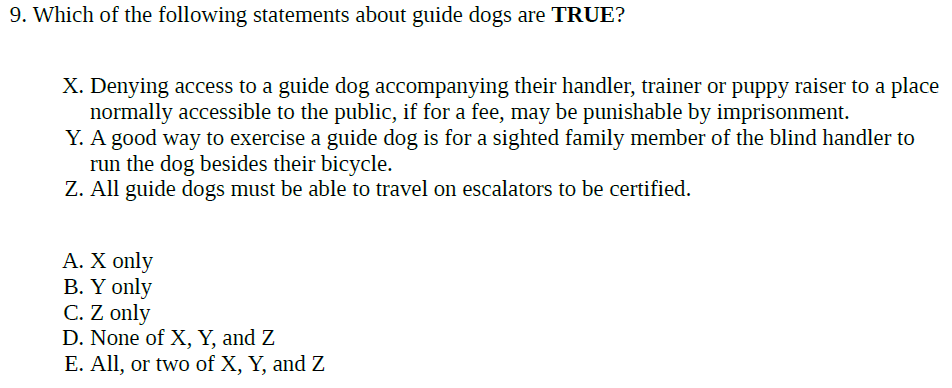 9. Which of the following statements about guide dogs are TRUE?
X. Denying access to a guide dog accompanying their handler, trainer or puppy raiser to a place
normally accessible to the public, if for a fee, may be punishable by imprisonment.
Y. A good way to exercise a guide dog is for a sighted family member of the blind handler to
run the dog besides their bicycle.
Z. All guide dogs must be able to travel on escalators to be certified.
A. X only
B. Y only
C. Z only
D. None of X, Y, and Z
E. All, or two of X, Y, and Z